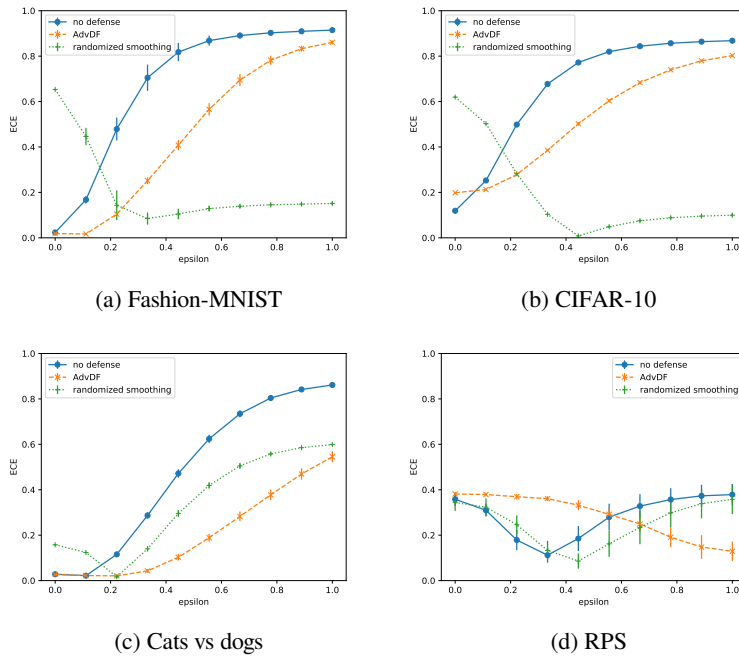 no defense
AdvDF
randomized smoothing
1.0
0.8
0.6
0.4
0.2
0.0
ECE
0.0 0.2 0.4 0.6 0.8 1.0
epsilon
(a) Fashion-MNIST
no defense
AdvDF
randomized smoothing
1.0
0.8
0.6
0.4
0.2
0.0
ECE
0.0 0.2 0.4 0.6 0.8 1.0
epsilon
(b) CIFAR-10
no defense
AdvDF
randomized smoothing
1.0
0.8
0.6
0.4
0.2
0.0
ECE
0.0 0.2 0.4 0.6 0.8 1.0
epsilon
(c) Cats vs dogs
no defense
AdvDF
randomized smoothing
1.0
0.8
0.6
0.4
0.2
0.0
ECE
0.0 0.2 0.4 0.6 0.8 1.0
epsilon
(d) RPS